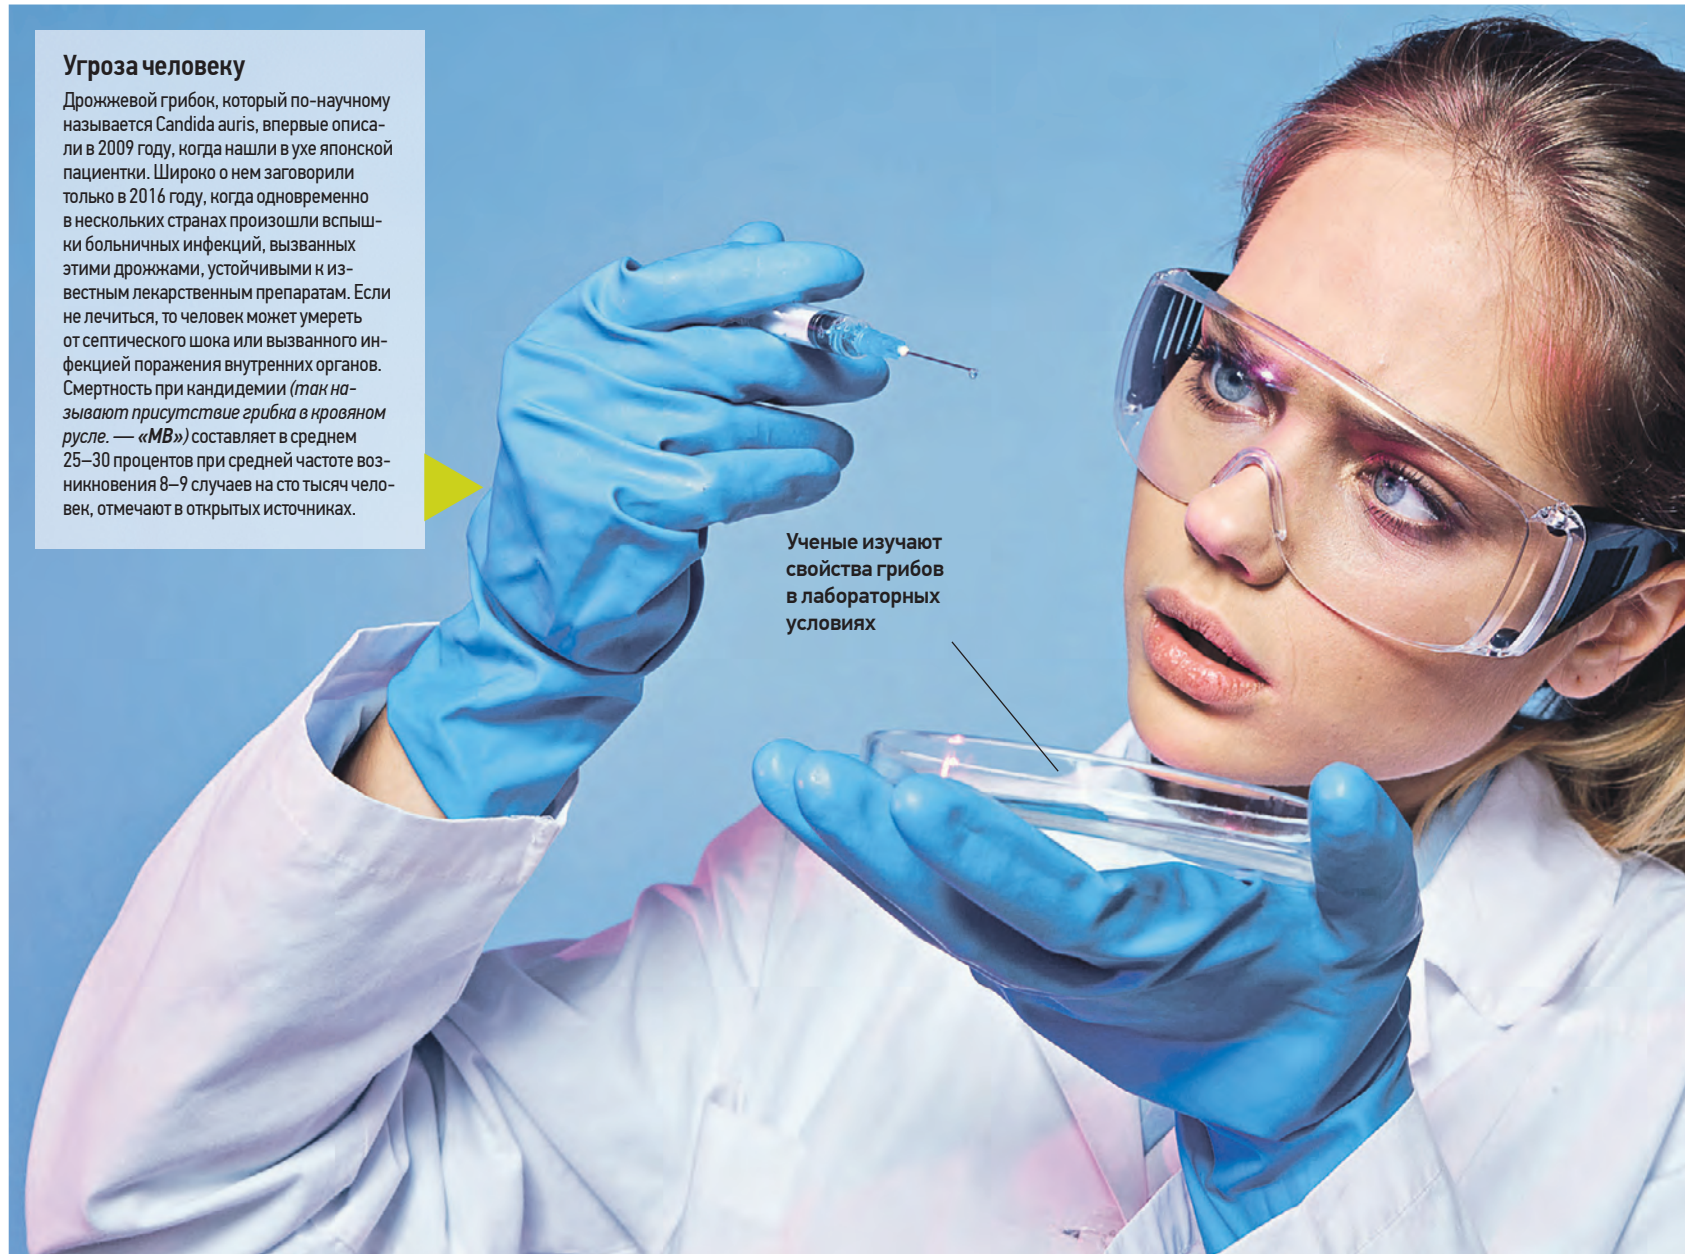 Угроза человеку
Дрожжевой грибок, который по-научному
называется Candida auris, впервые описа-
ли в 2009 году, когда нашли в ухе японской
пациентки. Широко о нем заговорили
только в 2016 году, когда одновременно
в нескольких странах произошли вспыш-
ки больничных инфекций, вызванных
этими дрожжами, устойчивыми к из-
вестным лекарственным препаратам. Если
не лечиться, то человек может умереть
от септического шока или вызванного ин-
фекцией поражения внутренних органов.
Смертность при кандидемии (так на-
зывают присутствие грибка в кровяном
русле. — «МВ») составляет в среднем
25–30 процентов при средней частоте воз-
никновения 8–9 случаев на сто тысяч чело-
век, отмечают в открытых источниках.
Ученые изучают
свойства грибов
в лабораторных
условиях